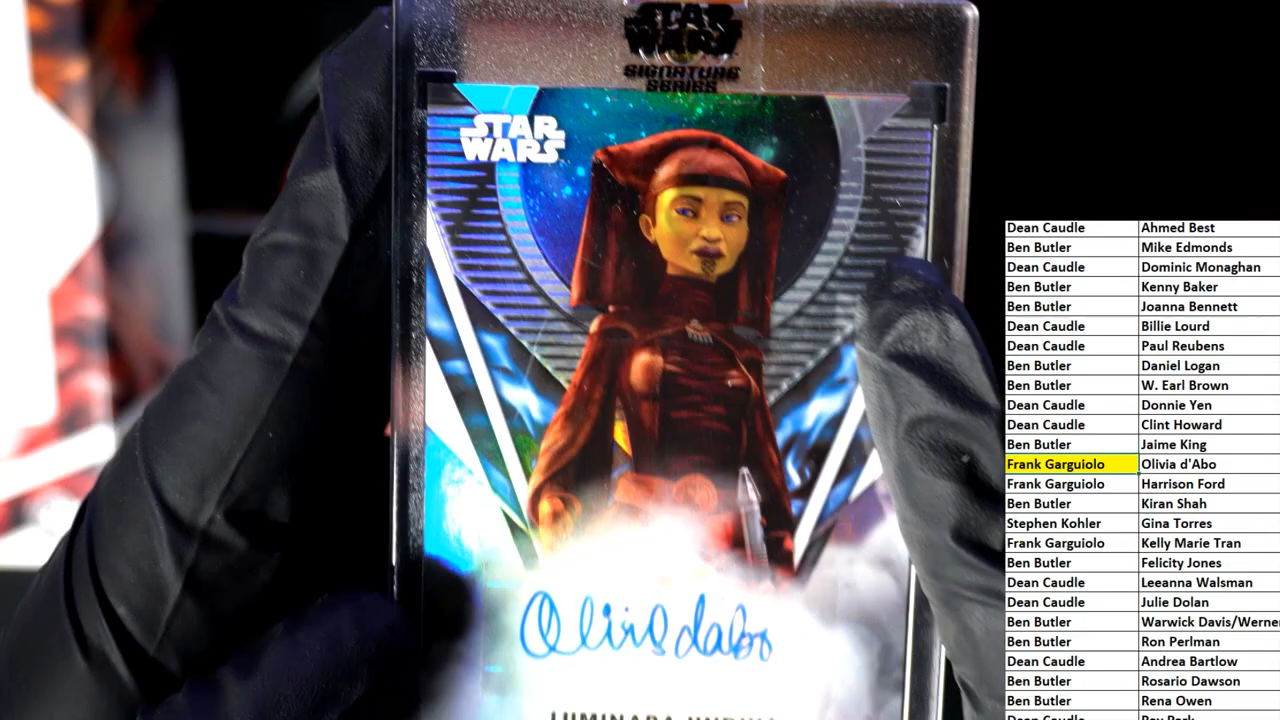 STAR
WARS
SIGNATURE
SERIES
STAR
WARS
Olivia d'abo
Dean Caudle Ahmed Best
Ben Butler Mike Edmonds
Dean Caudle Dominic Monaghan
Ben Butler Kenny Baker
Ben Butler Joanna Bennett
Dean Caudle Billie Lourd
Dean Caudle Paul Reubens
Ben Butler Daniel Logan
Ben Butler W. Earl Brown
Dean Caudle Donnie Yen
Dean Caudle Clint Howard
Ben Butler Jaime King
Frank Garguiolo Olivia d'Abo
Frank Garguiolo Harrison Ford
Ben Butler Kiran Shah
Stephen Kohler Gina Torres
Frank Garguiolo Kelly Marie Tran
Ben Butler Felicity Jones
Dean Caudle Leeanna Walsman
Dean Caudle Julie Dolan
Ben Butler Warwick Davis/Werne
Ben Butler Ron Perlman
Dean Caudle Andrea Bartlow
Ben Butler Rosario Dawson
Ben Butler Rena Owen